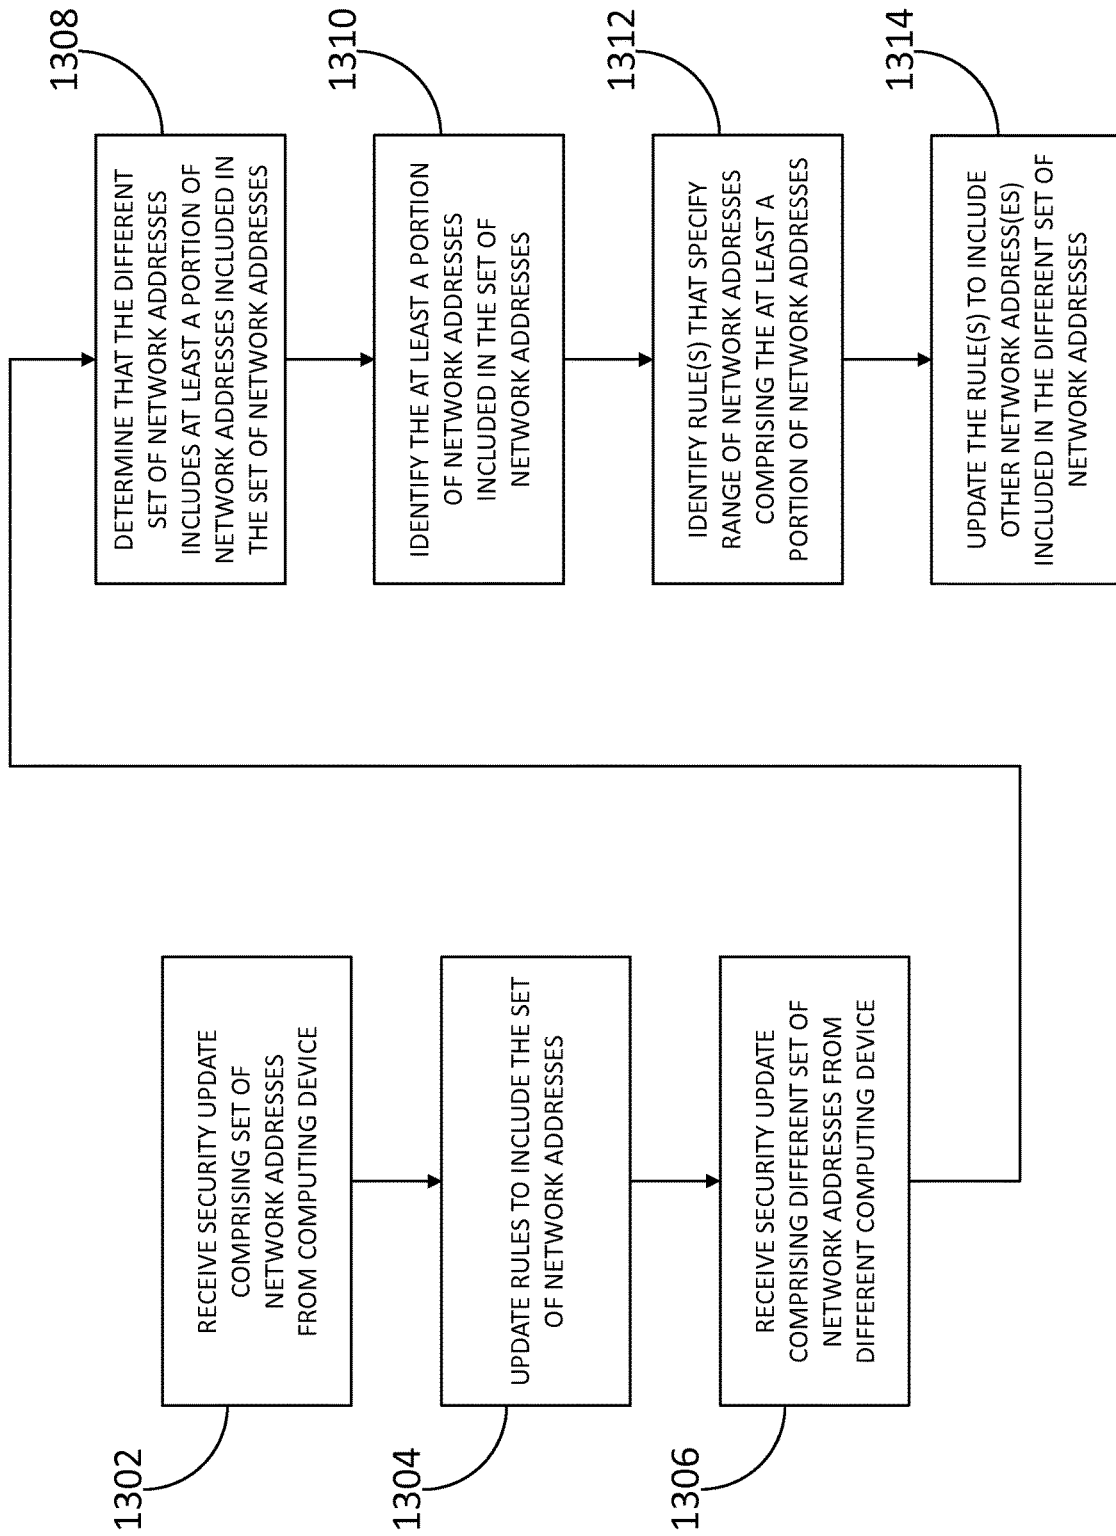 1302
RECEIVE SECURITY UPDATE
COMPRISING SET OF
NETWORK ADDRESSES
FROM COMPUTING DEVICE
1304
UPDATE RULES TO INCLUDE THE SET
OF NETWORK ADDRESSES
1306
RECEIVE SECURITY UPDATE
COMPRISING DIFFERENT SET OF
NETWORK ADDRESSES FROM
DIFFERENT COMPUTING DEVICE
1308
DETERMINE THAT THE DIFFERENT
SET OF NETWORK ADDRESSES
INCLUDES AT LEAST A PORTION OF
NETWORK ADDRESSES INCLUDED IN
THE SET OF NETWORK ADDRESSES
1310
IDENTIFY THE AT LEAST A PORTION
OF NETWORK ADDRESSES
INCLUDED IN THE SET OF
NETWORK ADDRESSES
1312
IDENTIFY RULE(S) THAT SPECIFY
RANGE OF NETWORK ADDRESSES
COMPRISING THE AT LEAST A
PORTION OF NETWORK ADDRESSES
1314
UPDATE THE RULE(S) TO INCLUDE
OTHER NETWORK ADDRESS(ES)
INCLUDED IN THE DIFFERENT SET OF
NETWORK ADDRESSES